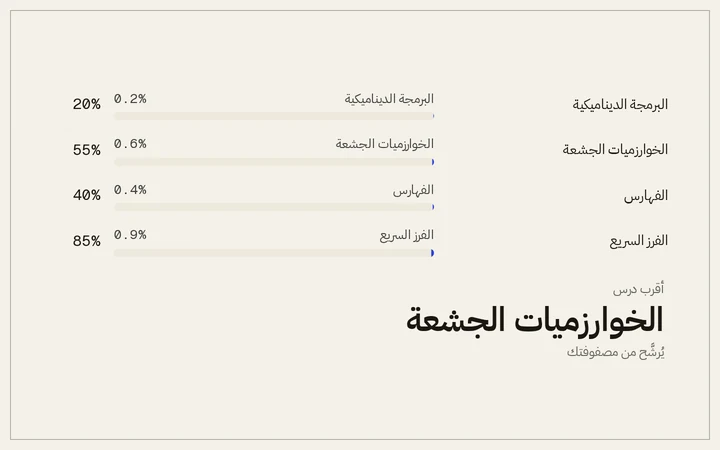 البرمجة الديناميكية البرمجة الديناميكية 0.2% 20%
الخوارزميات الجشعة الخوارزميات الجشعة 0.6% 55%
الفهارس الفهارس 0.4% 40%
الفرز السريع الفرز السريع 0.9% 85%
أقرب درس
الخوارزميات الجشعة
يُرشَّح من مصفوفتك